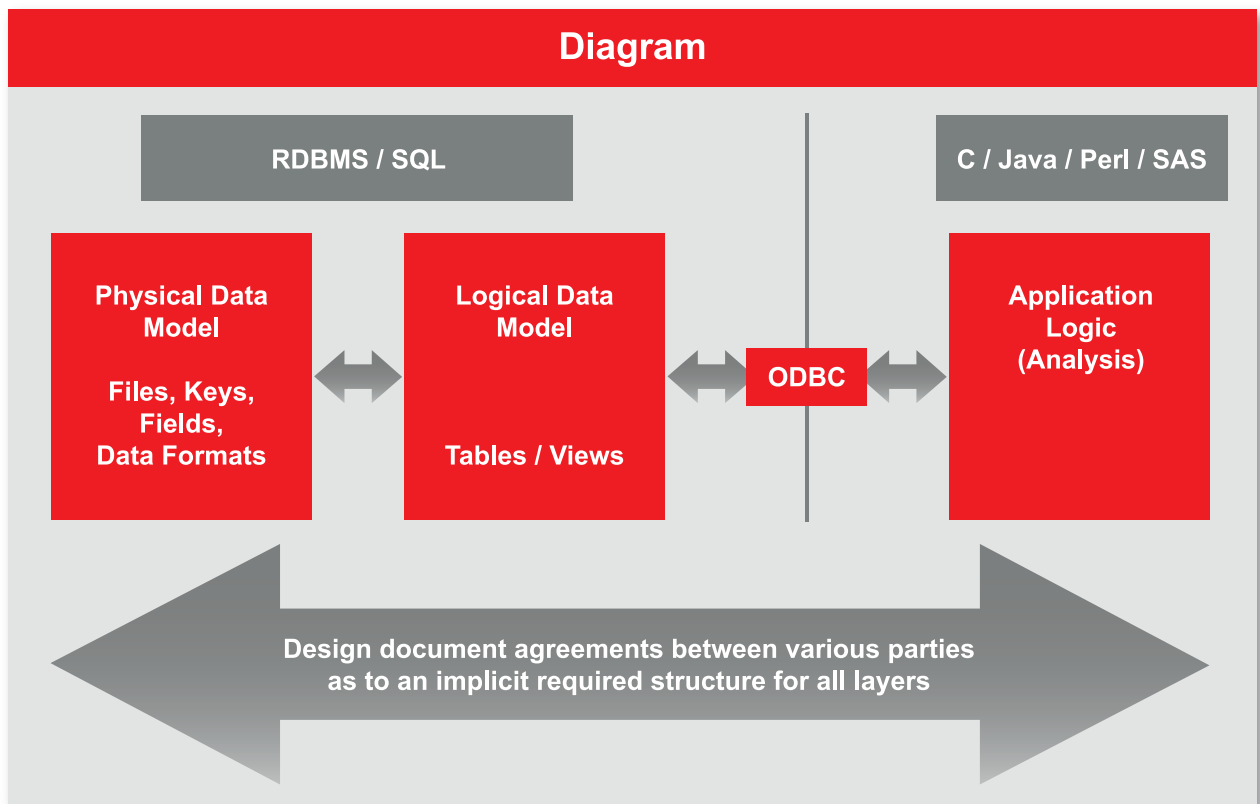 Diagram
RDBMS / SQL
C / Java / Perl / SAS
Physical Data
Model
Files, Keys,
Fields,
Data Formats
Logical Data
Model
Tables / Views
ODBC
Application
Logic
(Analysis)
Design document agreements between various parties
as to an implicit required structure for all layers